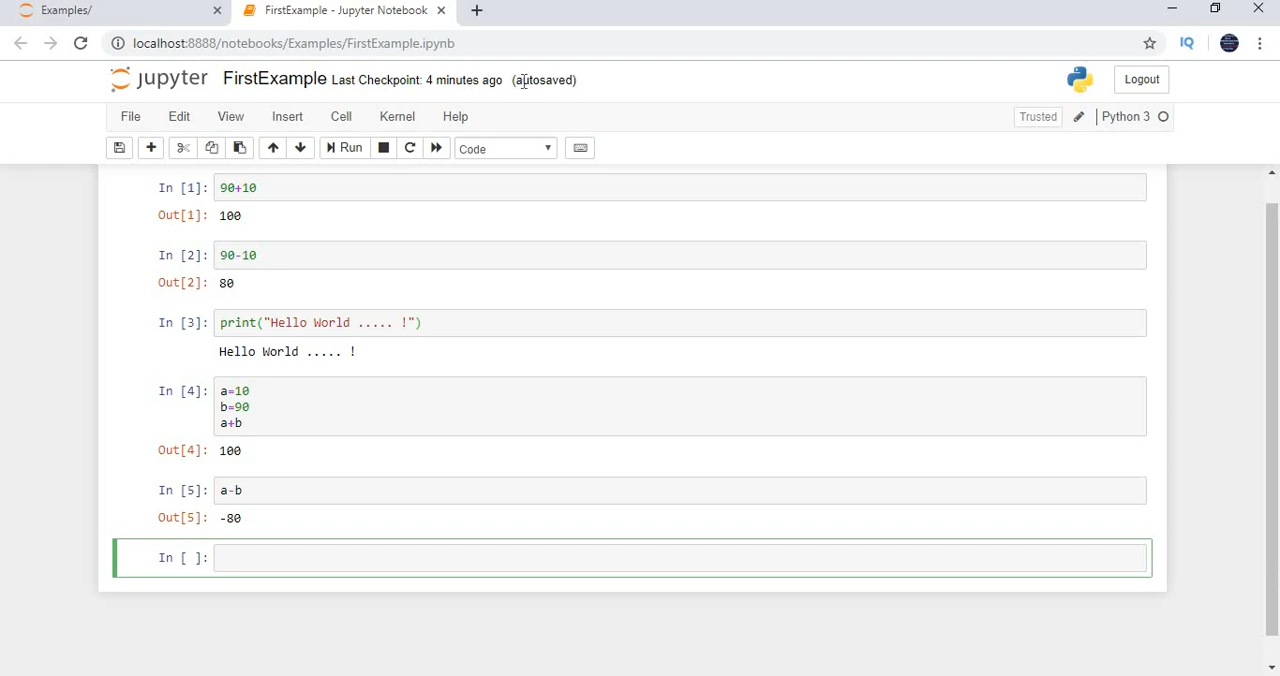 Examples/
FirstExample - Jupyter Notebook
localhost:8888/notebooks/Examples/FirstExample.ipynb
IQ
jupyter FirstExample Last Checkpoint: 4 minutes ago (autosaved)
Logout
File Edit View Insert Cell Kernel Help
Trusted
Python 3
Run
Code
In [1]: 90+10
Out[1]: 100
In [2]: 90-10
Out[2]: 80
In [3]: print("Hello World ..... !")
Hello World ..... !
In [4]: a=10
b=90
a+b
Out[4]: 100
In [5]: a-b
Out[5]: -80
In [ ]: